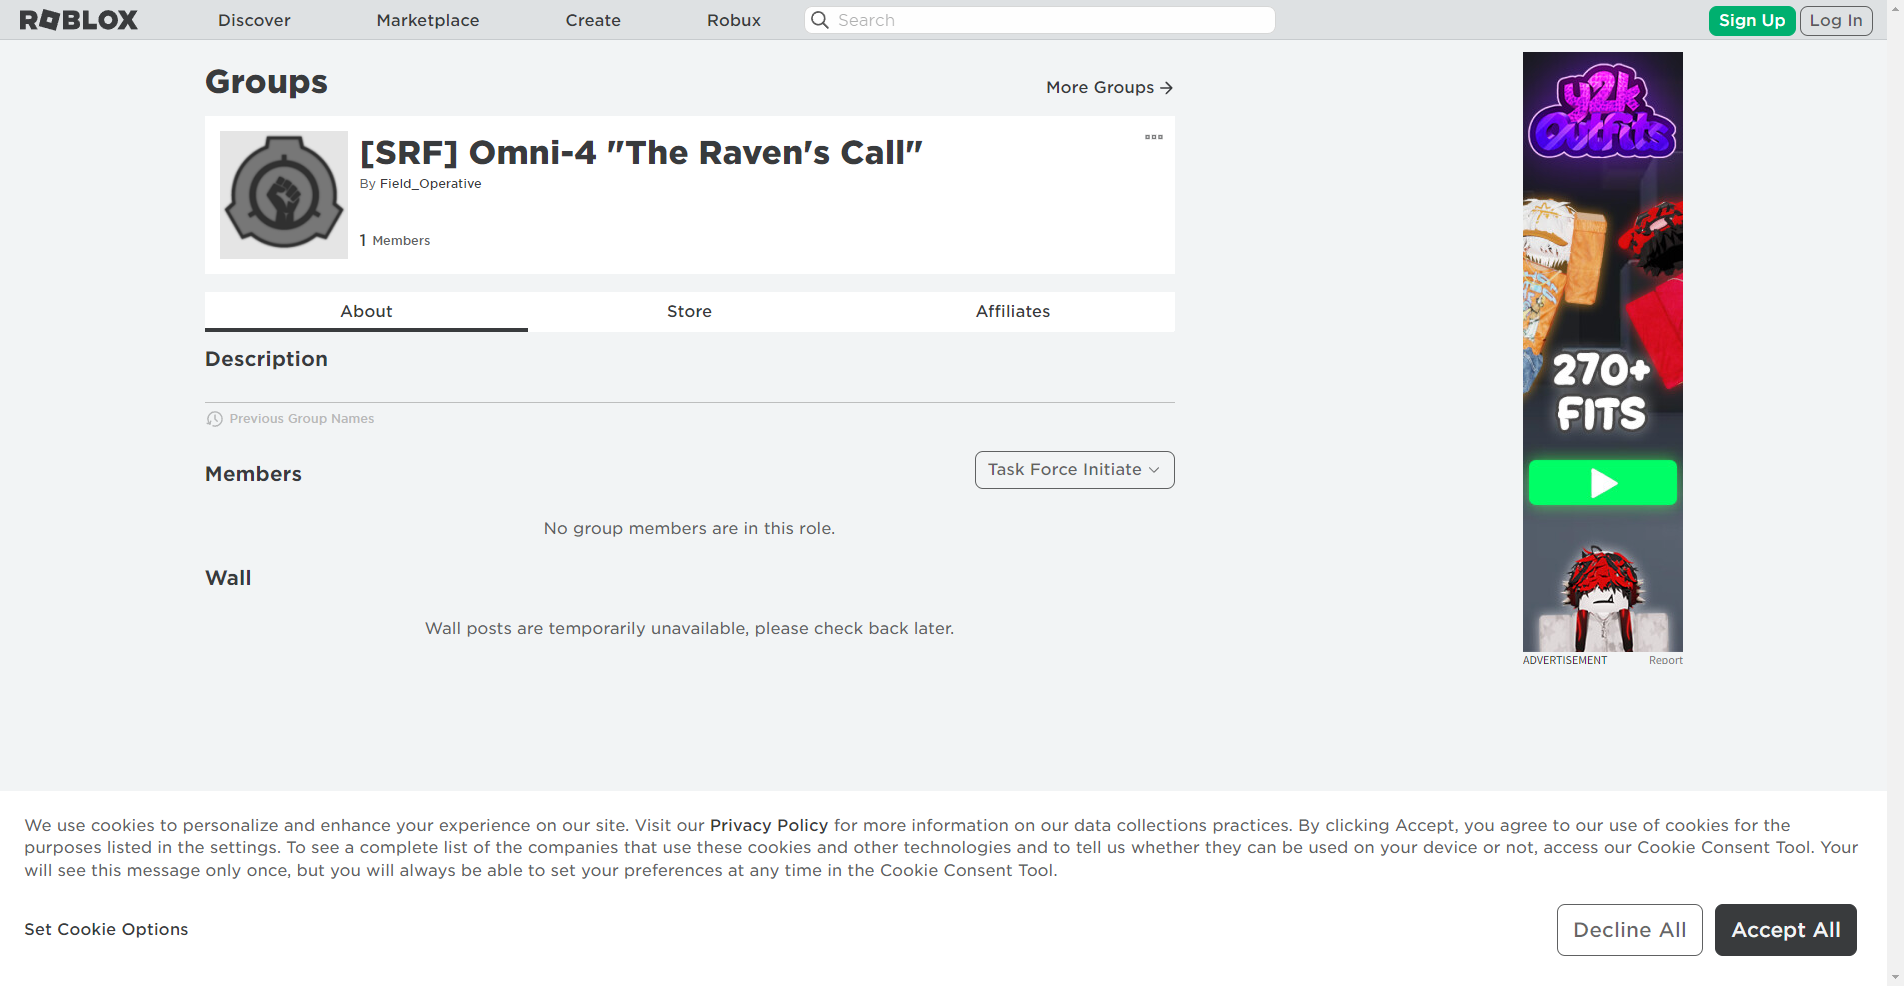 ROBLOX
Discover
Marketplace
Create
Robux
Search
Sign Up
Log In
Groups
More Groups
[SRF] Omni-4 "The Raven's Call"
By Field_Operative
1 Members
About
Store
Affiliates
Description
Previous Group Names
Members
Task Force Initiate
No group members are in this role.
Wall
Wall posts are temporarily unavailable, please check back later.
y2k
Outfits
270+
FITS
ADVERTISEMENT
Report
We use cookies to personalize and enhance your experience on our site. Visit our Privacy Policy for more information on our data collections practices. By clicking Accept, you agree to our use of cookies for the
purposes listed in the settings. To see a complete list of the companies that use these cookies and other technologies and to tell us whether they can be used on your device or not, access our Cookie Consent Tool. Your
will see this message only once, but you will always be able to set your preferences at any time in the Cookie Consent Tool.
Set Cookie Options
Decline All
Accept All